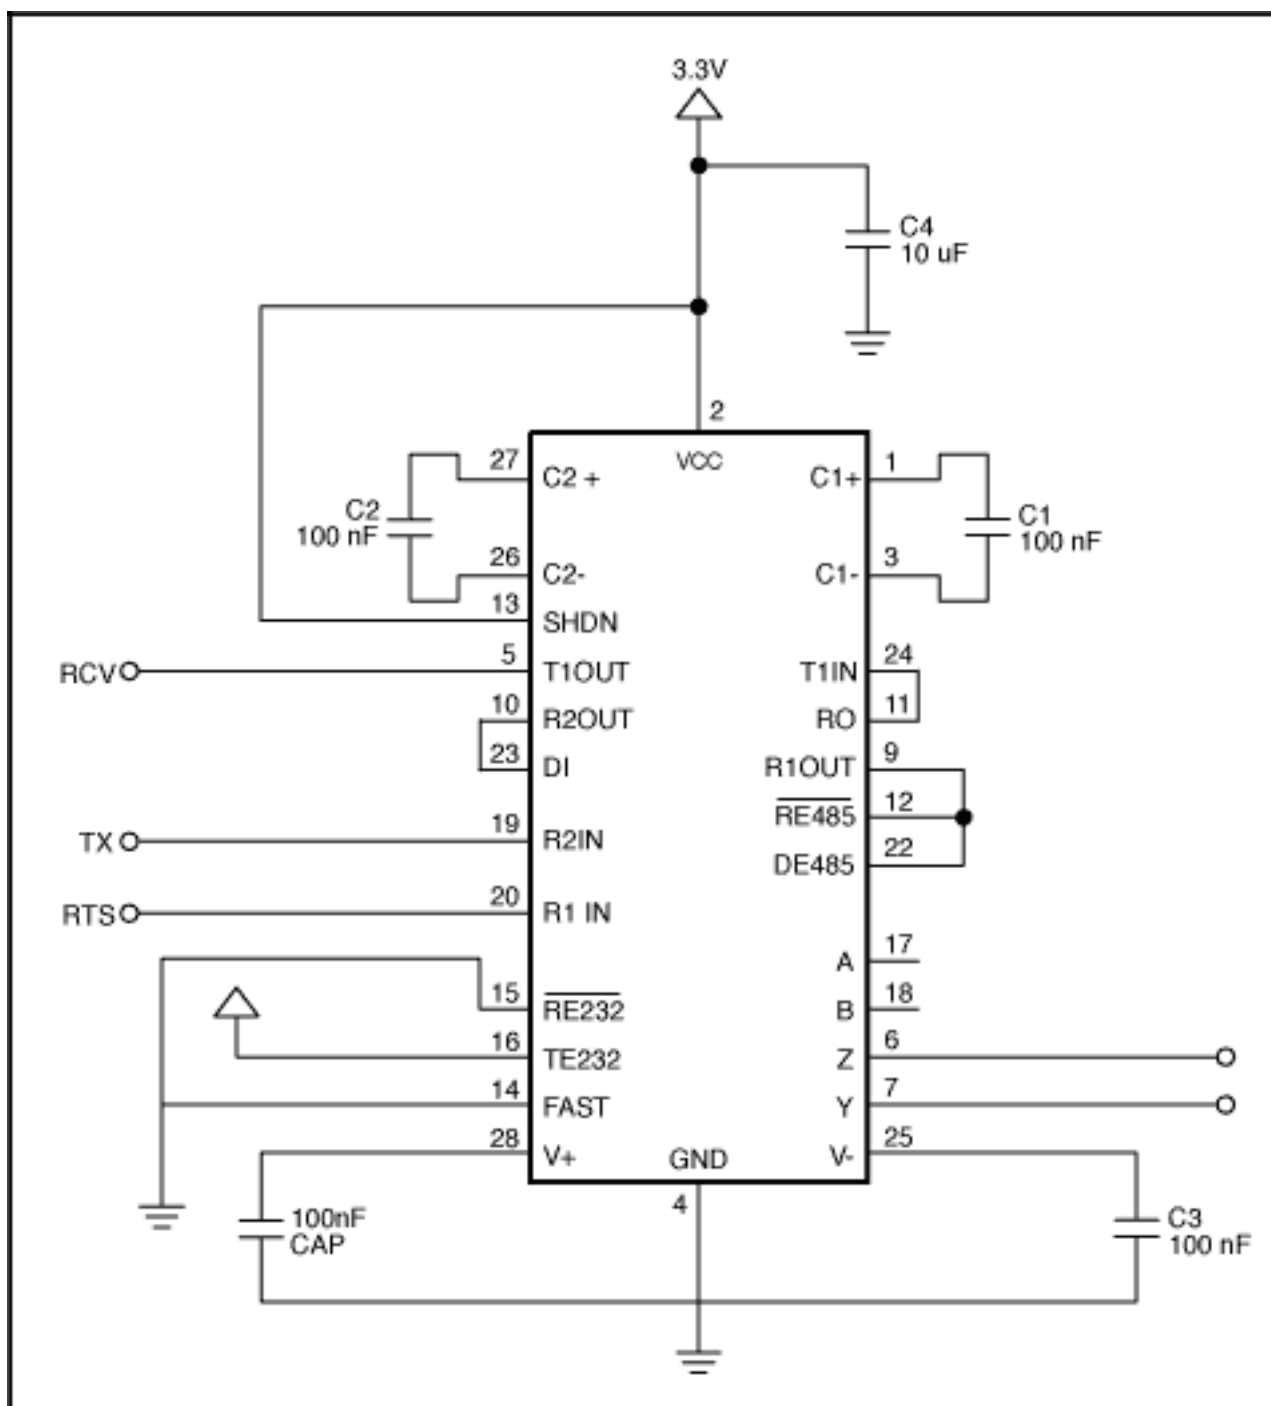 3.3V
C4
10 uF
2
VCC
27
C2 +
C1+
1
C2
100 nF
C1
100 nF
26
C2-
C1-
3
13
SHDN
RCV
5
T1OUT
T1IN
24
10
R2OUT
RO
11
23
DI
R1OUT
9
RE485
12
TX
19
R2IN
DE485
22
RTS
20
R1 IN
A
17
15
RE232
B
18
16
TE232
Z
6
14
FAST
Y
7
28
V+
GND
V-
25
4
100nF
CAP
C3
100 nF